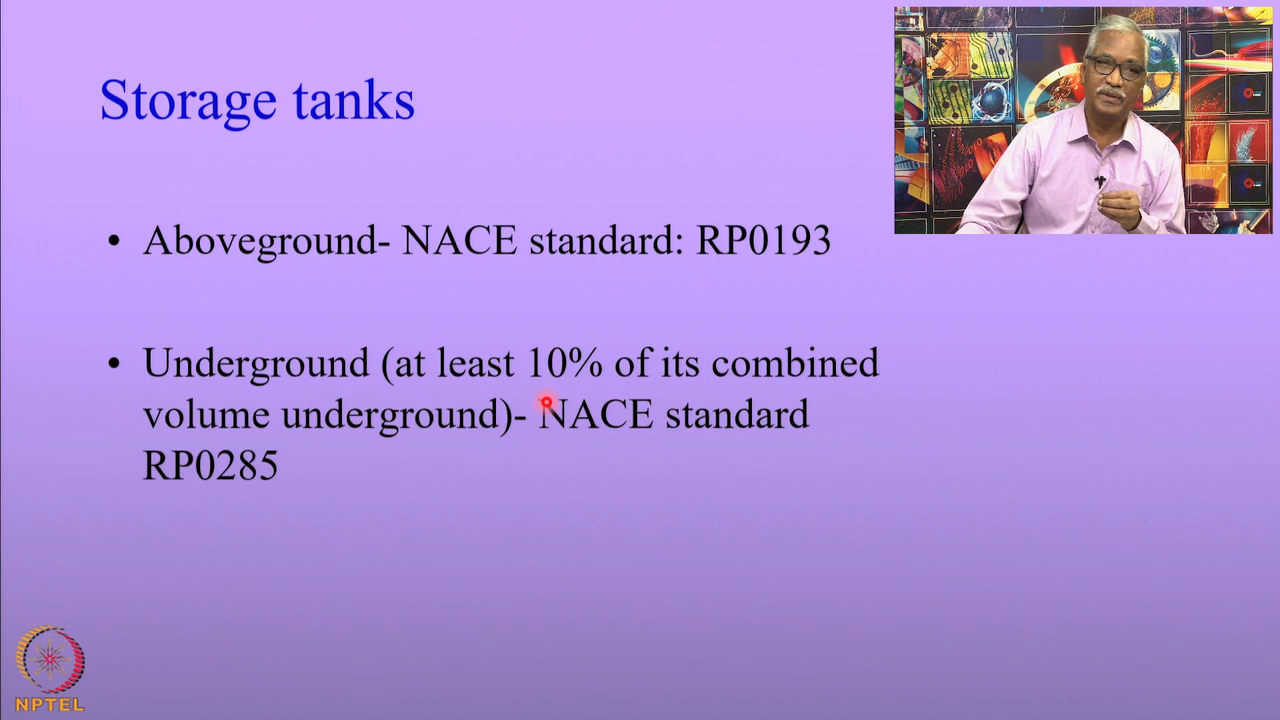 Storage tanks
• Aboveground- NACE standard: RP0193
• Underground (at least 10% of its combined
volume underground)- NACE standard
RP0285
NPTEL